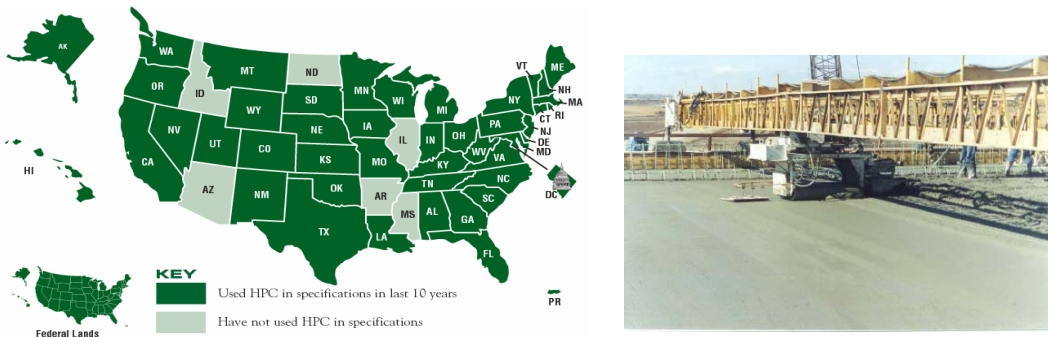 AK
WA
OR
ID
MT
ND
MN
WI
MI
VT
ME
NH
MA
RI
CT
NY
PA
NJ
DE
MD
DC
NV
CA
UT
WY
SD
NE
IA
IL
IN
OH
WV
VA
KY
CO
KS
MO
AZ
NM
OK
AR
TN
NC
SC
MS
AL
GA
TX
LA
FL
HI
PR
KEY
Used HPC in specifications in last 10 years
Have not used HPC in specifications
Federal Lands